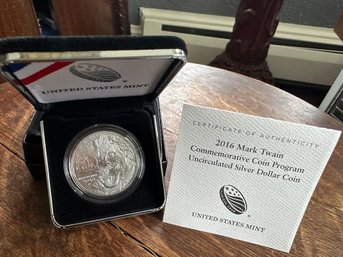 UNITED STATES MINT
CERTIFICATE OF AUTHENTICITY
2016 Mark Twain
Commemorative Coin Program
Uncirculated Silver Dollar Coin
UNITED STATES MINT